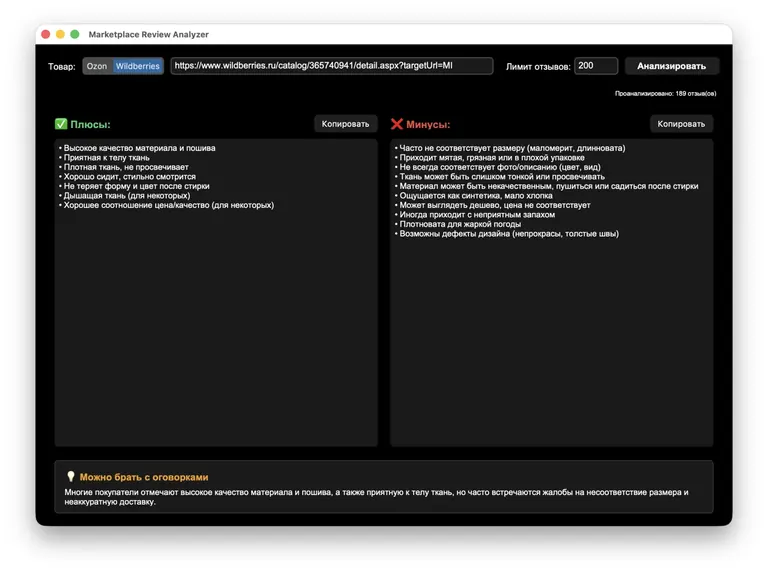 Marketplace Review Analyzer
Товар: Ozon Wildberries https://www.wildberries.ru/catalog/365740941/detail.aspx?targetUrl=MI Лимит отзывов: 200 Анализировать
Проанализировано: 189 отзыв(ов)
✅ Плюсы: Копировать
• Высокое качество материала и пошива
• Приятная к телу ткань
• Плотная ткань, не просвечивает
• Хорошо сидит, стильно смотрится
• Не теряет форму и цвет после стирки
• Дышащая ткань (для некоторых)
• Хорошее соотношение цена/качество (для некоторых)
❌ Минусы: Копировать
• Часто не соответствует размеру (маломерит, длинновата)
• Приходит мятая, грязная или в плохой упаковке
• Не всегда соответствует фото/описанию (цвет, вид)
• Ткань может быть слишком тонкой или просвечивать
• Материал может быть некачественным, пушиться или садиться после стирки
• Ощущается как синтетика, мало хлопка
• Может выглядеть дешево, цена не соответствует
• Иногда приходит с неприятным запахом
• Плотновата для жаркой погоды
• Возможны дефекты дизайна (непрокрасы, толстые швы)
💡 Можно брать с оговорками
Многие покупатели отмечают высокое качество материала и пошива, а также приятную к телу ткань, но часто встречаются жалобы на несоответствие размера и
неаккуратную доставку.